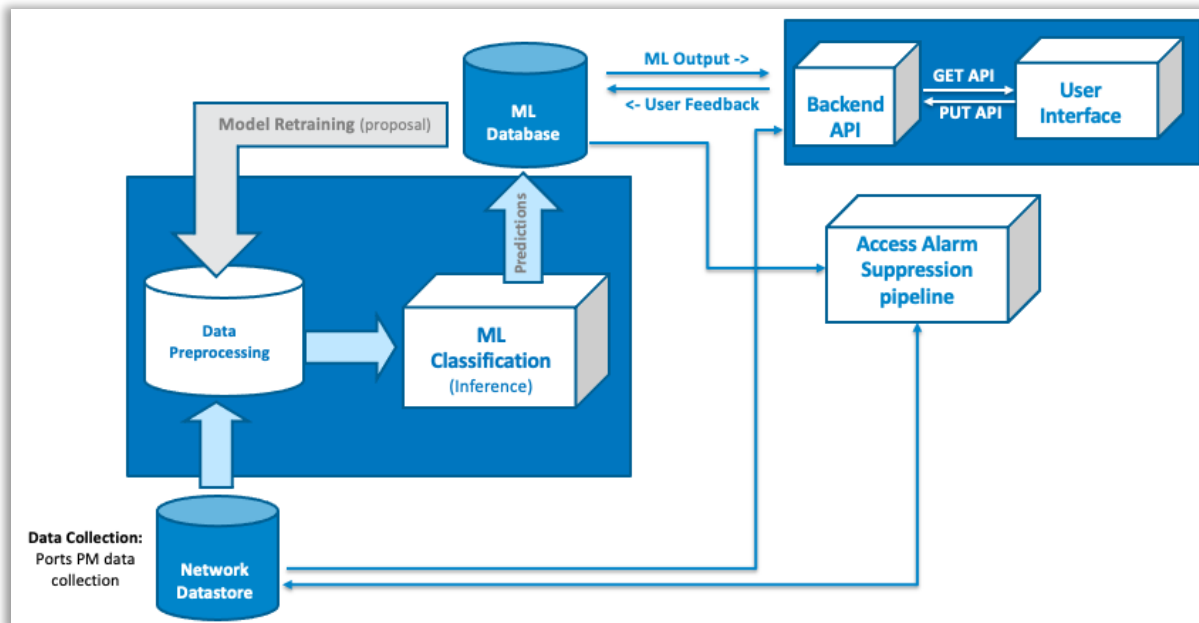 ML Output ->
<- User Feedback
GET API
PUT API
Backend
API
User
Interface
ML
Database
Model Retraining (proposal)
Predictions
Access Alarm
Suppression
pipeline
Data
Preprocessing
ML
Classification
(Inference)
Data Collection:
Ports PM data
collection
Network
Datastore